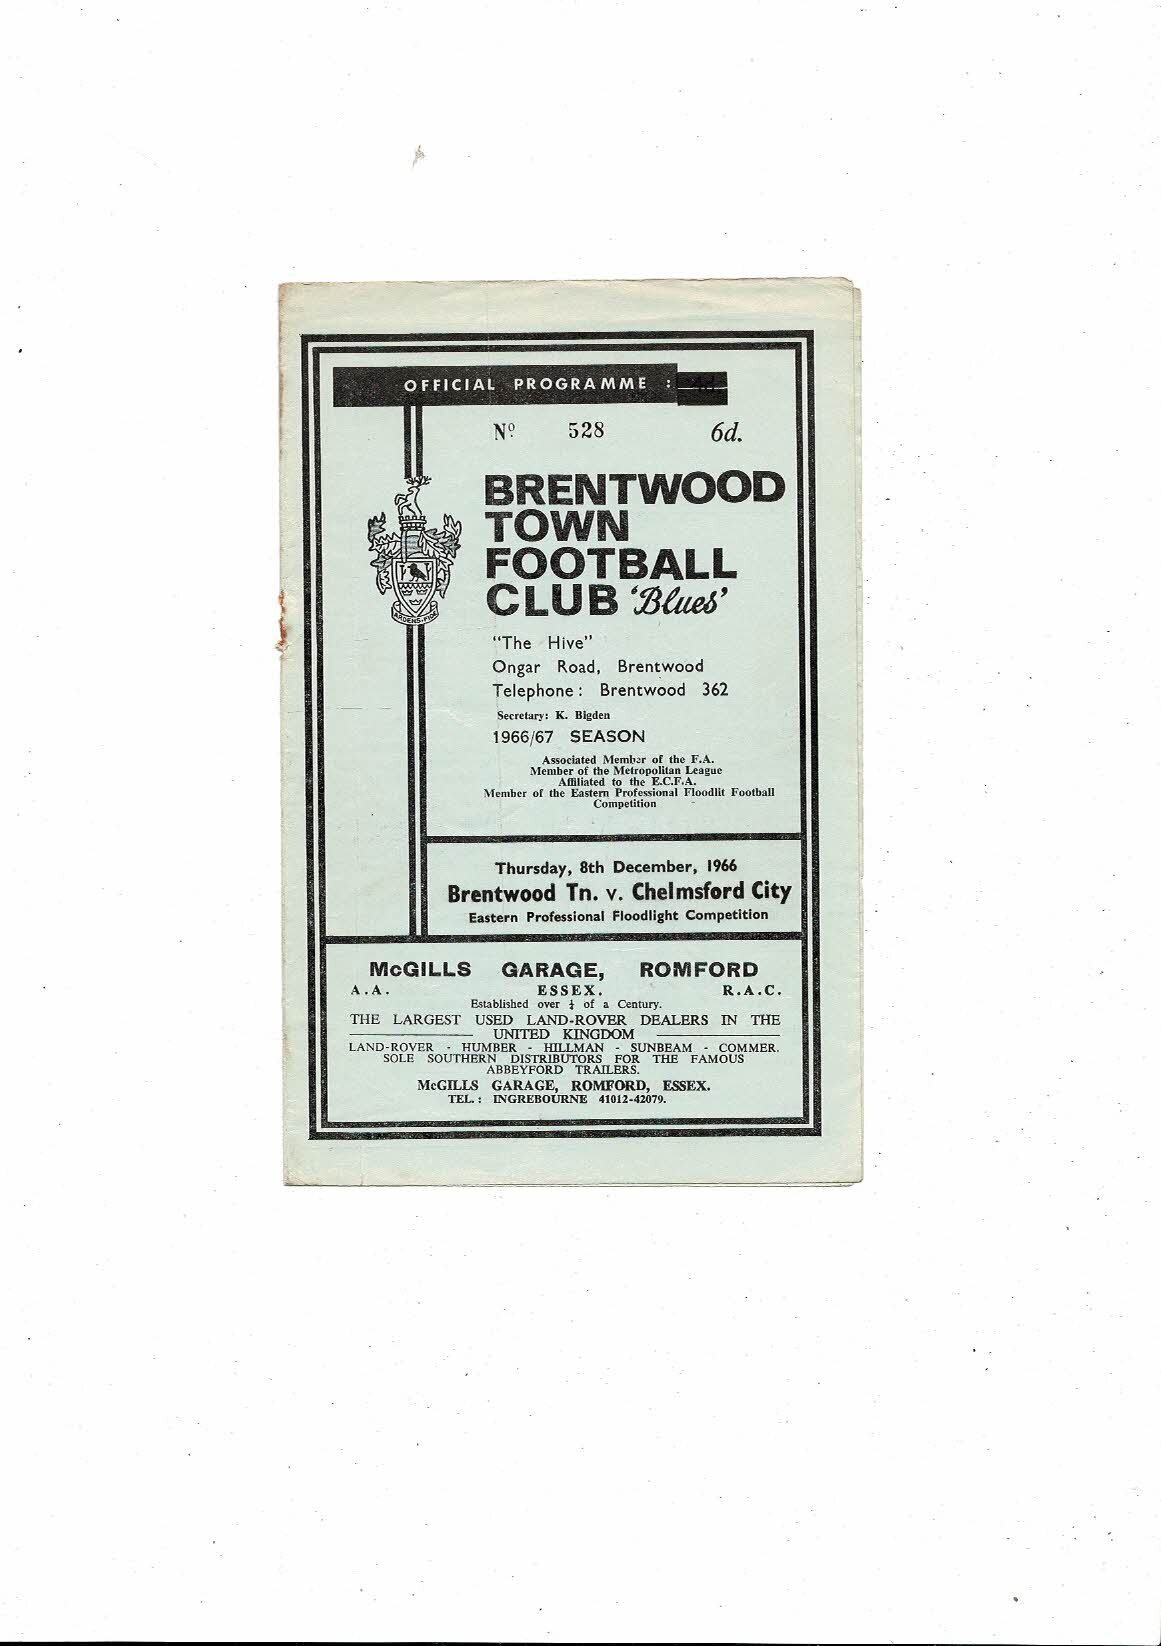 OFFICIAL PROGRAMME : 4d.
Nº 528 6d.
BRENTWOOD
TOWN
FOOTBALL
CLUB 'Blues'
ARDENS FIDE
"The Hive"
Ongar Road, Brentwood
Telephone: Brentwood 362
Secretary: K. Bigden
1966/67 SEASON
Associated Member of the F.A.
Member of the Metropolitan League
Affiliated to the E.C.F.A.
Member of the Eastern Professional Floodlit Football
Competition
Thursday, 8th December, 1966
Brentwood Tn. v. Chelmsford City
Eastern Professional Floodlight Competition
McGILLS GARAGE, ROMFORD
A.A. ESSEX. R.A.C.
Established over ¼ of a Century.
THE LARGEST USED LAND-ROVER DEALERS IN THE
UNITED KINGDOM
LAND-ROVER - HUMBER - HILLMAN - SUNBEAM - COMMER.
SOLE SOUTHERN DISTRIBUTORS FOR THE FAMOUS
ABBEYFORD TRAILERS.
McGILLS GARAGE, ROMFORD, ESSEX.
TEL.: INGREBOURNE 41012-42079.